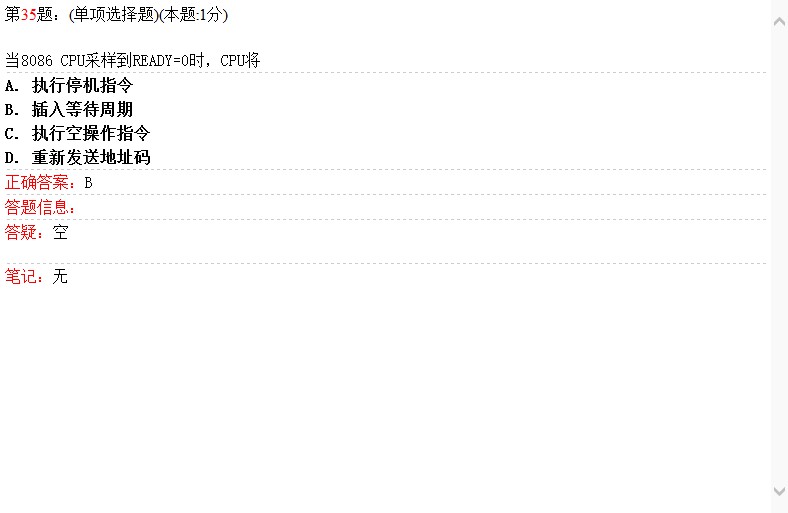 第35题：(单项选择题)(本题:1分)
当8086 CPU采样到READY=0时，CPU将
A. 执行停机指令
B. 插入等待周期
C. 执行空操作指令
D. 重新发送地址码
正确答案：B
答题信息：
答疑：空
笔记：无